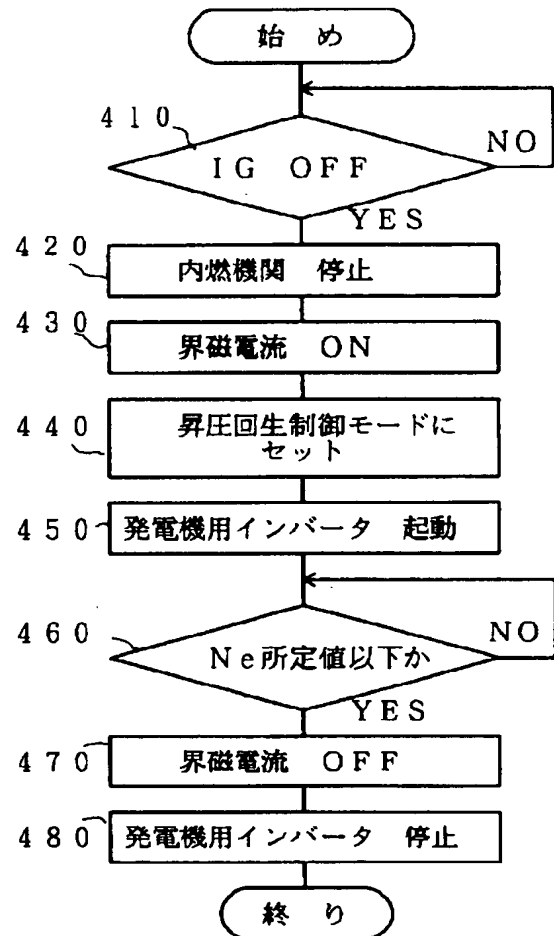 始 め
410
IG OFF
NO
YES
420
内燃機関 停止
430
界磁電流 ON
440
昇圧回生制御モードに
セット
450
発電機用インバータ 起動
460
Ne所定値以下か
NO
YES
470
界磁電流 OFF
480
発電機用インバータ 停止
終 り